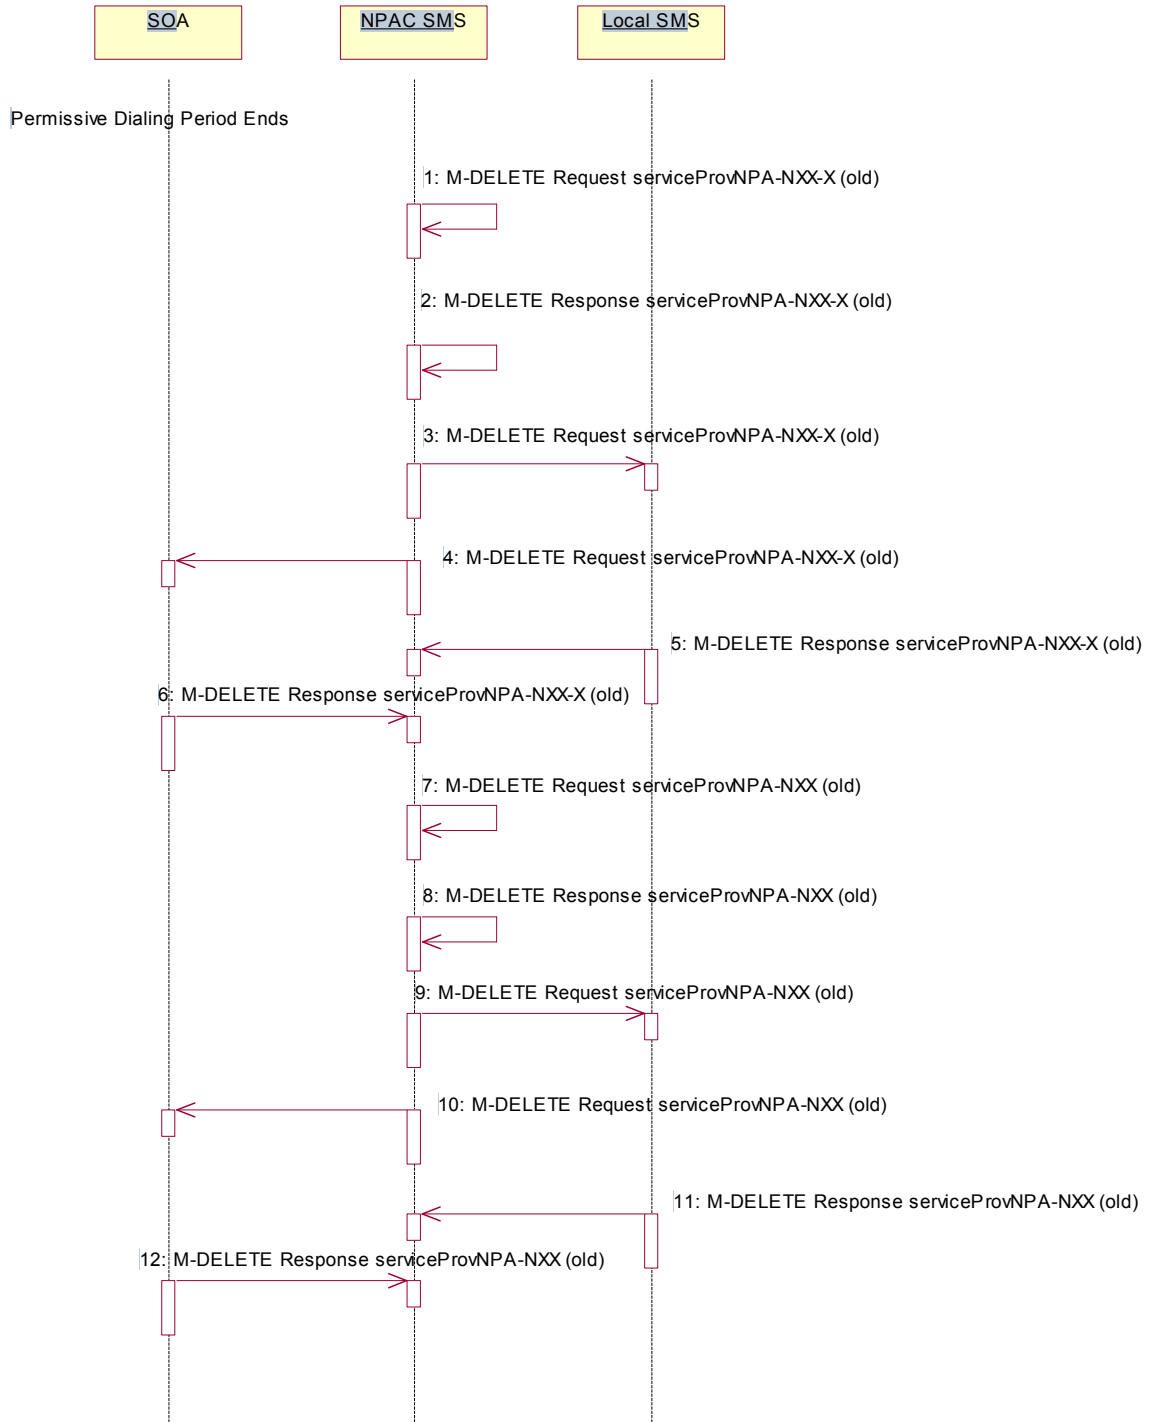 SOA
NPAC SMS
Local SMS
Permissive Dialing Period Ends
1: M-DELETE Request serviceProvNPA-NXX-X (old)
2: M-DELETE Response serviceProvNPA-NXX-X (old)
3: M-DELETE Request serviceProvNPA-NXX-X (old)
4: M-DELETE Request serviceProvNPA-NXX-X (old)
5: M-DELETE Response serviceProvNPA-NXX-X (old)
6: M-DELETE Response serviceProvNPA-NXX-X (old)
7: M-DELETE Request serviceProvNPA-NXX (old)
8: M-DELETE Response serviceProvNPA-NXX (old)
9: M-DELETE Request serviceProvNPA-NXX (old)
10: M-DELETE Request serviceProvNPA-NXX (old)
11: M-DELETE Response serviceProvNPA-NXX (old)
12: M-DELETE Response serviceProvNPA-NXX (old)